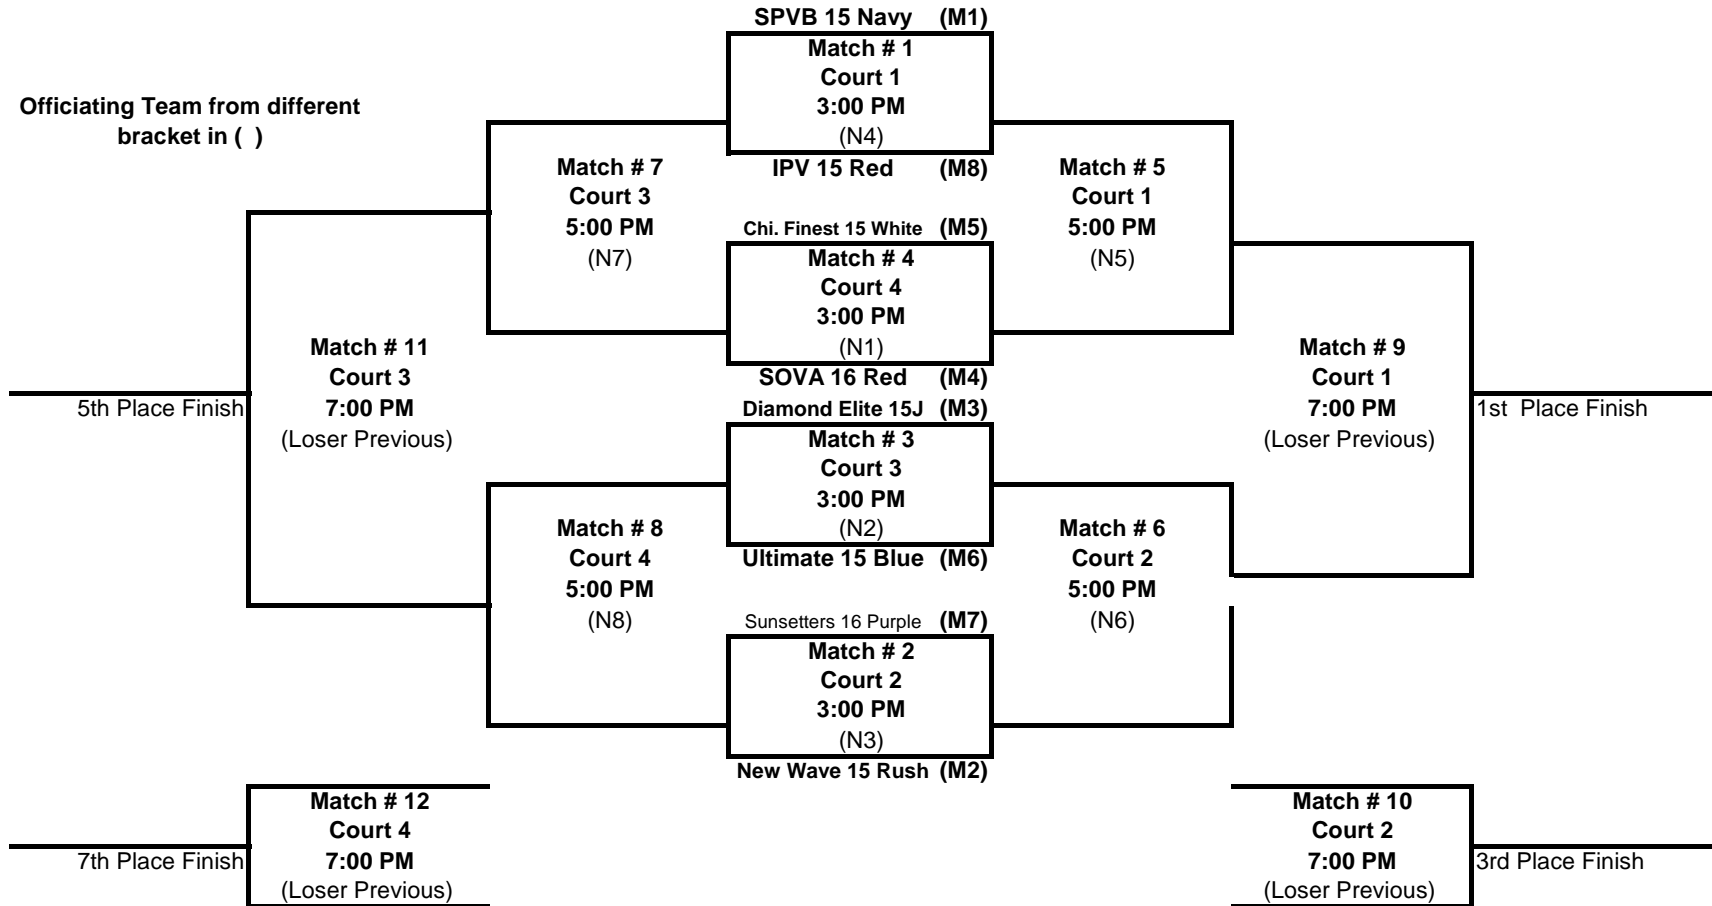 SPVB 15 Navy (M1)
Match # 1
Court 1
3:00 PM
(N4)
IPV 15 Red (M8)
Officiating Team from different
bracket in ( )
Match # 7
Court 3
5:00 PM
(N7)
Match # 5
Court 1
5:00 PM
(N5)
Chi. Finest 15 White (M5)
Match # 4
Court 4
3:00 PM
(N1)
SOVA 16 Red (M4)
Match # 11
Court 3
7:00 PM
(Loser Previous)
5th Place Finish
Match # 9
Court 1
7:00 PM
(Loser Previous)
1st Place Finish
Diamond Elite 15J (M3)
Match # 3
Court 3
3:00 PM
(N2)
Ultimate 15 Blue (M6)
Match # 8
Court 4
5:00 PM
(N8)
Match # 6
Court 2
5:00 PM
(N6)
Sunsetters 16 Purple (M7)
Match # 2
Court 2
3:00 PM
(N3)
New Wave 15 Rush (M2)
Match # 12
Court 4
7:00 PM
(Loser Previous)
7th Place Finish
Match # 10
Court 2
7:00 PM
(Loser Previous)
3rd Place Finish